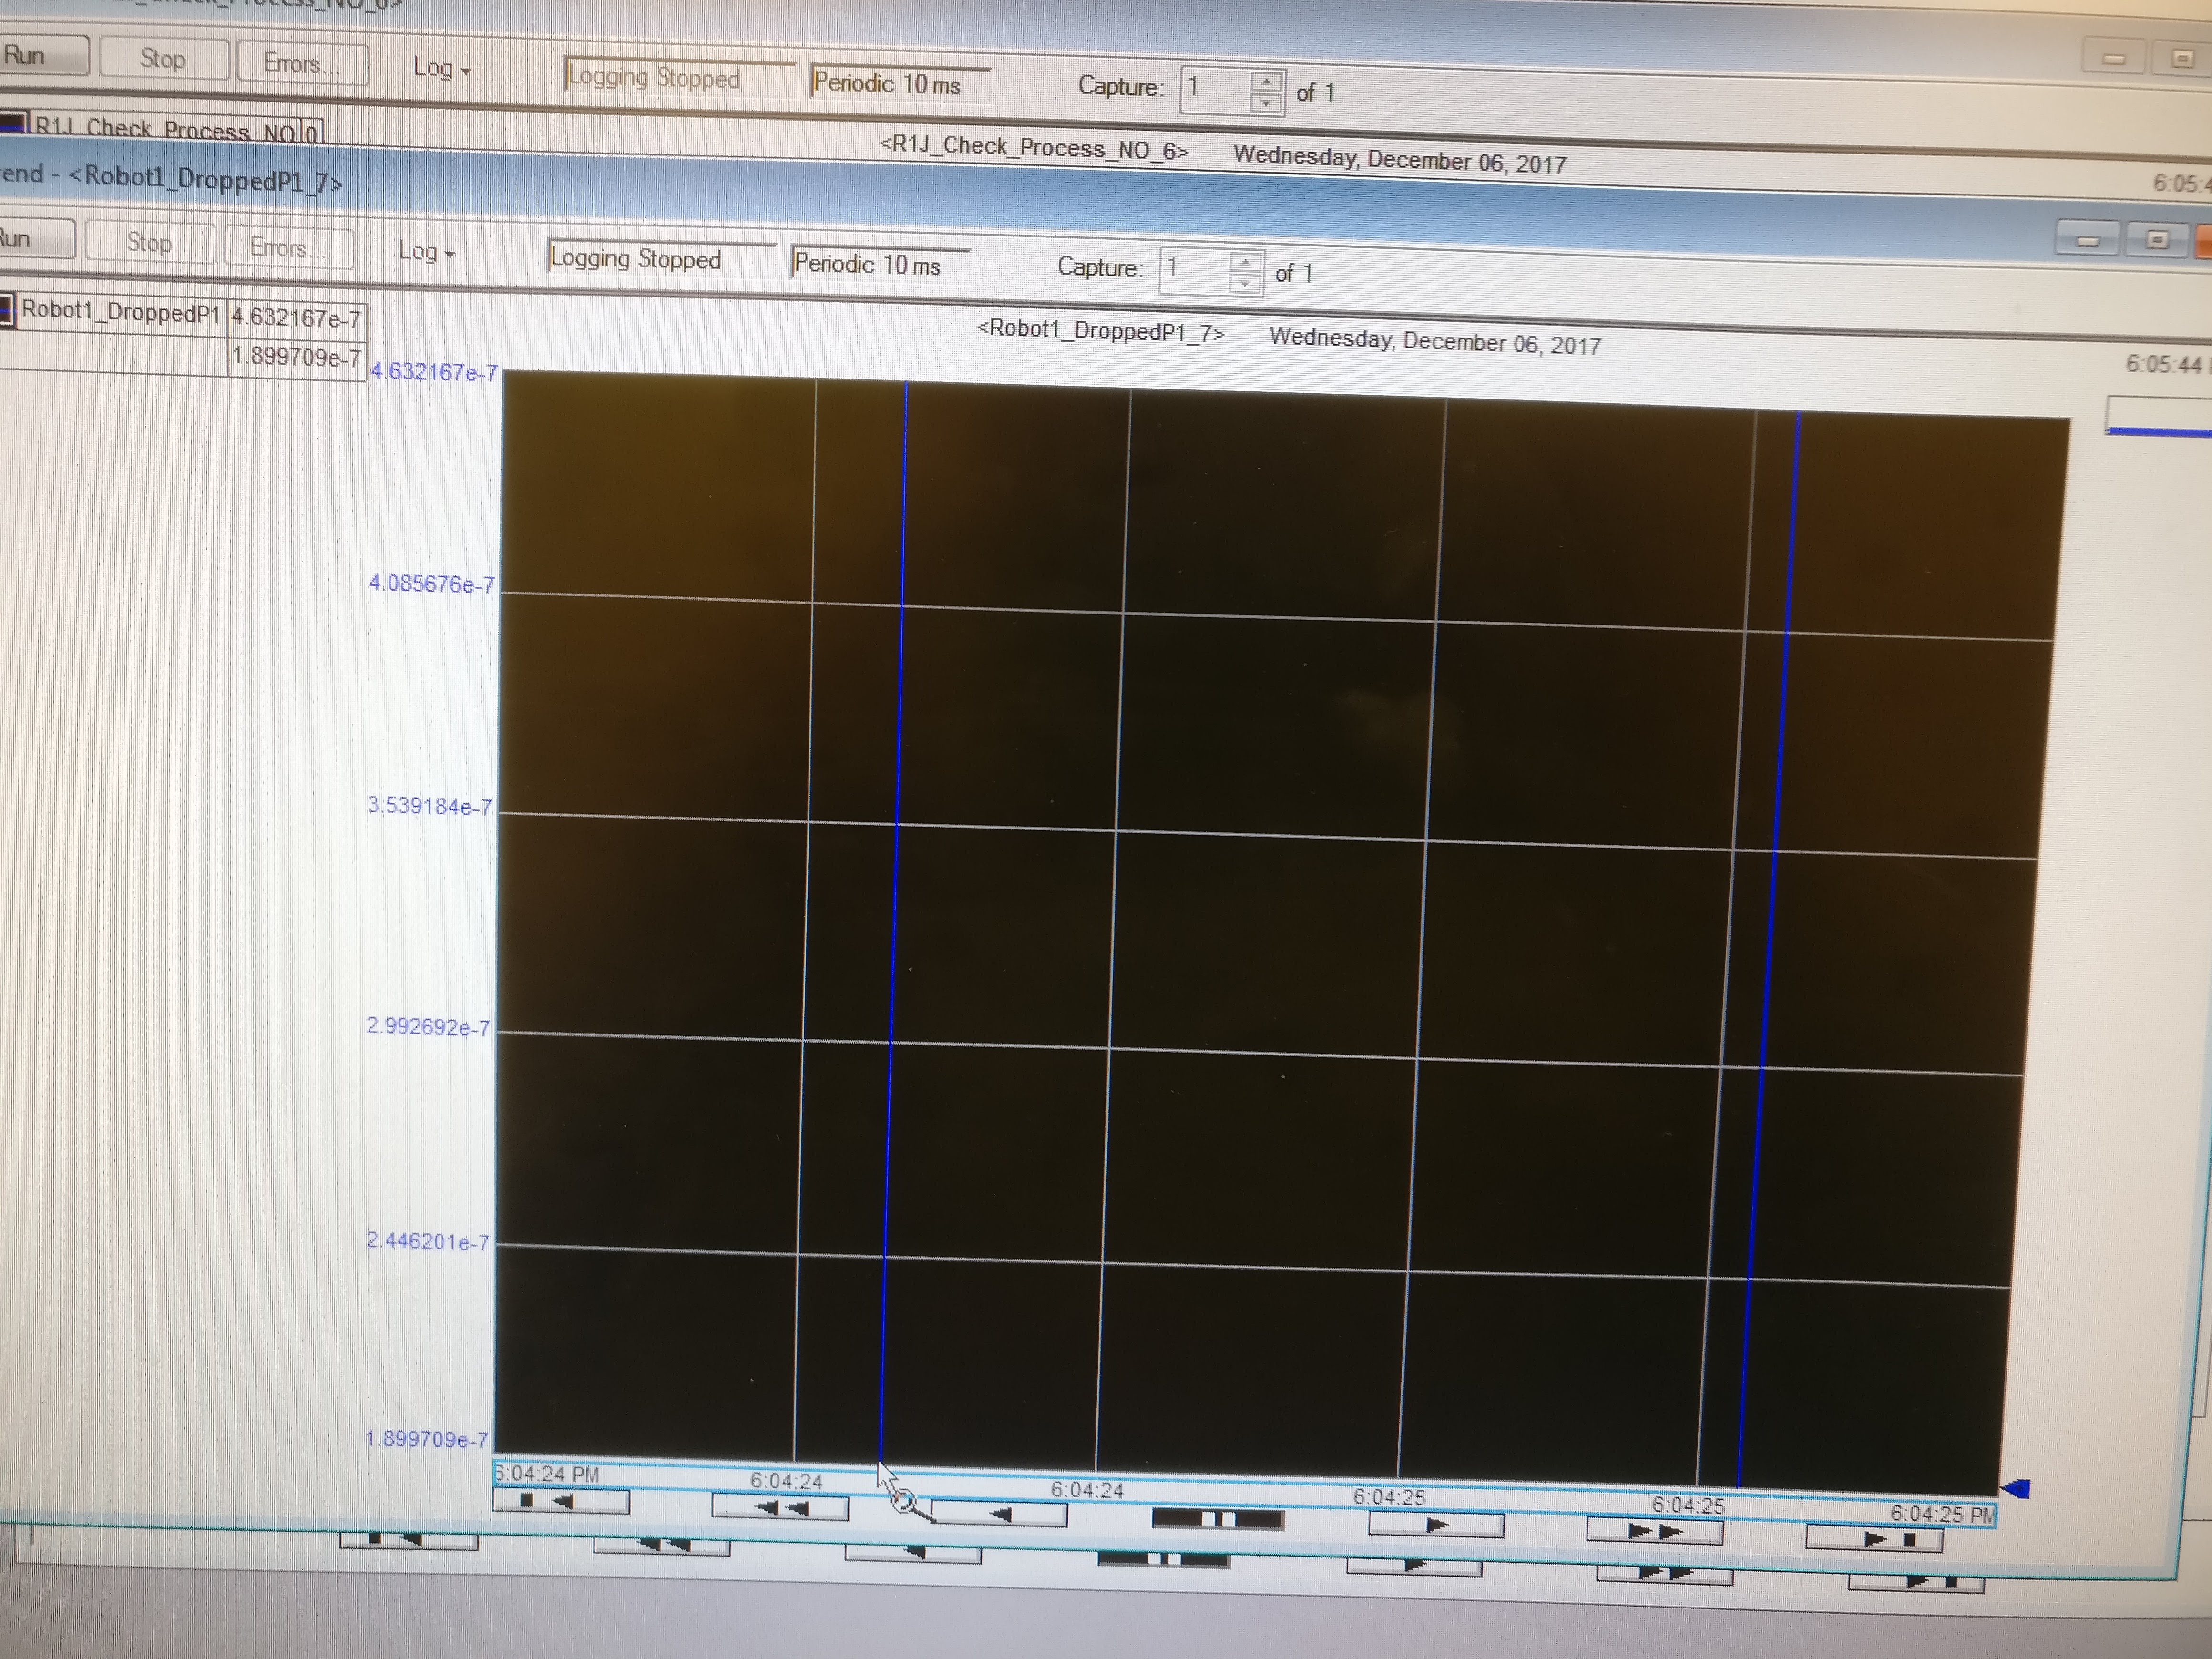 Run Stop Errors... Log Logging Stopped Periodic 10 ms Capture: 1 of 1
R1J_Check_Process_NO 0
<R1J_Check_Process_NO_6> Wednesday, December 06, 2017
end - <Robot1_DroppedP1_7>
Run Stop Errors... Log Logging Stopped Periodic 10 ms Capture: 1 of 1
Robot1_DroppedP1 4.632167e-7
1.899709e-7
<Robot1_DroppedP1_7> Wednesday, December 06, 2017
6:05:44
4.632167e-7
4.085676e-7
3.539184e-7
2.992692e-7
2.446201e-7
1.899709e-7
6:04:24 PM 6:04:24 6:04:24 6:04:25 6:04:25 6:04:25 PM